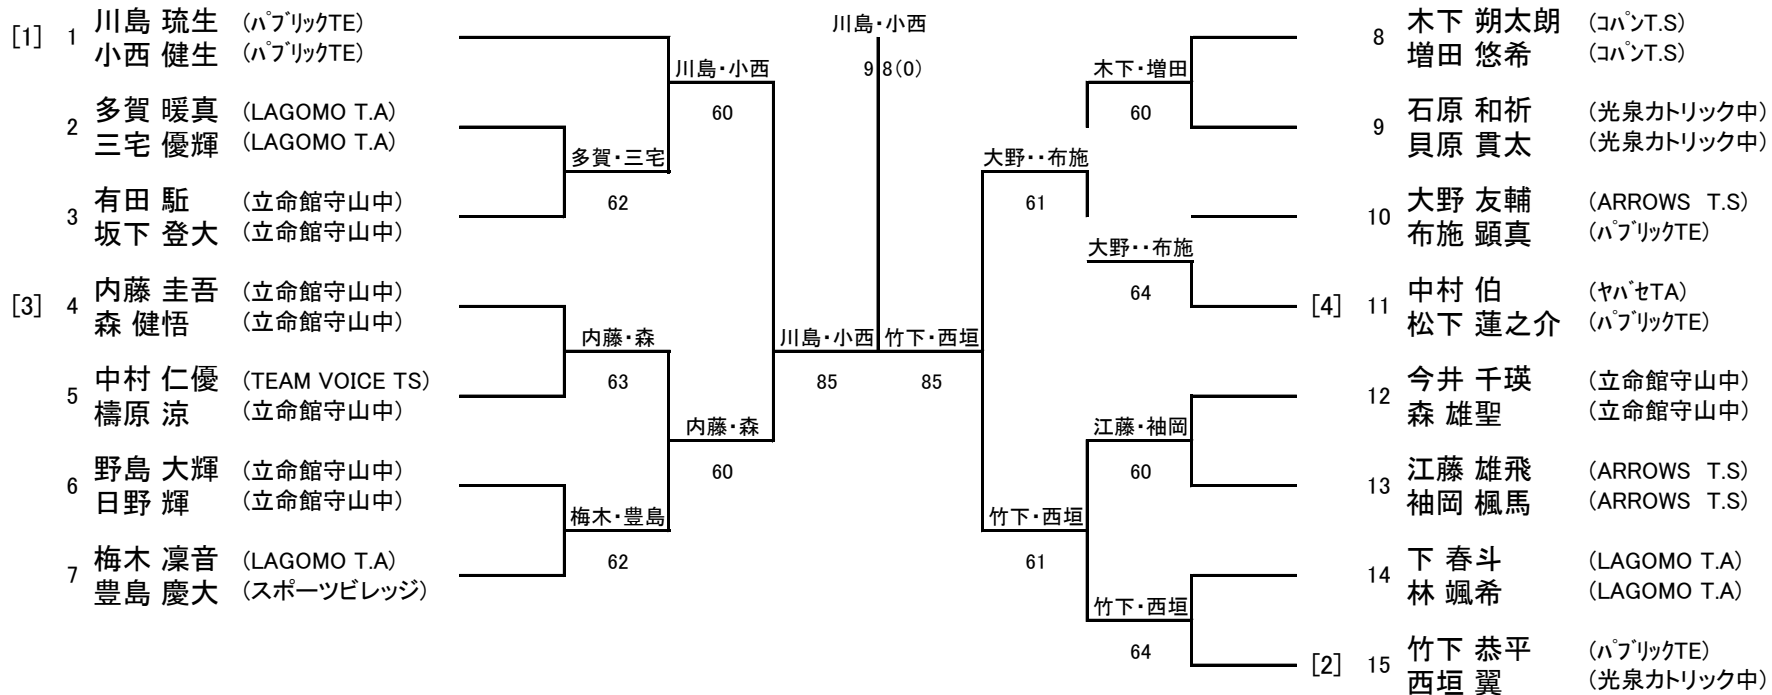 [1] 1 川島 琉生 (パブリックTE)
小西 健生 (パブリックTE)
2 多賀 暖真 (LAGOMO T.A)
三宅 優輝 (LAGOMO T.A)
3 有田 駈 (立命館守山中)
坂下 登大 (立命館守山中)
[3] 4 内藤 圭吾 (立命館守山中)
森 健悟 (立命館守山中)
5 中村 仁優 (TEAM VOICE TS)
檮原 涼 (立命館守山中)
6 野島 大輝 (立命館守山中)
日野 輝 (立命館守山中)
7 梅木 凜音 (LAGOMO T.A)
豊島 慶大 (スポーツビレッジ)
多賀・三宅
62
内藤・森
63
梅木・豊島
62
川島・小西
60
内藤・森
60
川島・小西
85
川島・小西
9 8(0)
竹下・西垣
85
大野・・布施
61
竹下・西垣
61
木下・増田
60
大野・・布施
64
江藤・袖岡
60
竹下・西垣
64
8 木下 朔太朗 (コパンT.S)
増田 悠希 (コパンT.S)
9 石原 和祈 (光泉カトリック中)
貝原 貫太 (光泉カトリック中)
10 大野 友輔 (ARROWS T.S)
布施 顕真 (パブリックTE)
[4] 11 中村 伯 (ヤバセTA)
松下 蓮之介 (パブリックTE)
12 今井 千瑛 (立命館守山中)
森 雄聖 (立命館守山中)
13 江藤 雄飛 (ARROWS T.S)
袖岡 楓馬 (ARROWS T.S)
14 下 春斗 (LAGOMO T.A)
林 颯希 (LAGOMO T.A)
[2] 15 竹下 恭平 (パブリックTE)
西垣 翼 (光泉カトリック中)